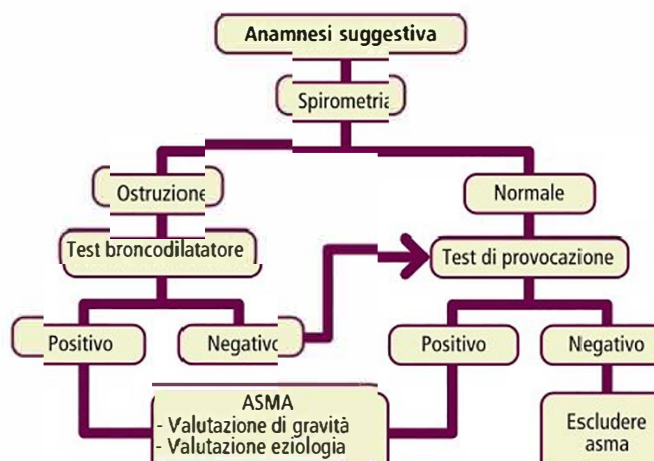 Anamnesi suggestiva
Spirometria
Ostruzione
Normale
Test broncodilatatore
Test di provocazione
Positivo
Negativo
Positivo
Negativo
ASMA
- Valutazione di gravità
- Valutazione eziologia
Escludere
asma